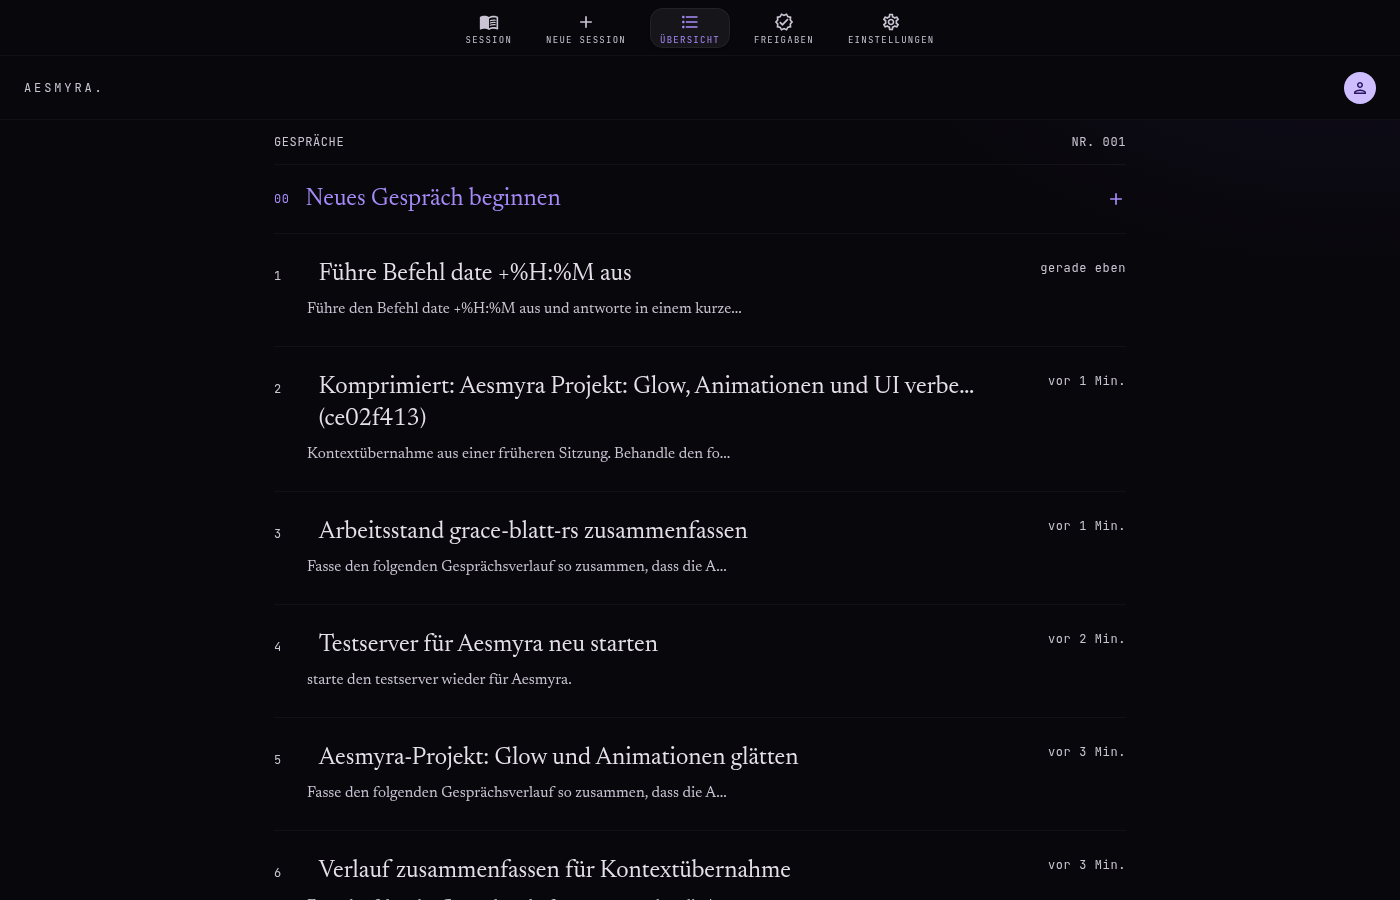 SESSION
NEUE SESSION
ÜBERSICHT
FREIGABEN
EINSTELLUNGEN
AESMYRA.
GESPRÄCHE
NR. 001
00 Neues Gespräch beginnen
1 Führe Befehl date +%H:%M aus
gerade eben
Führe den Befehl date +%H:%M aus und antworte in einem kurze…
2 Komprimiert: Aesmyra Projekt: Glow, Animationen und UI verbe…
(ce02f413)
vor 1 Min.
Kontextübernahme aus einer früheren Sitzung. Behandle den fo…
3 Arbeitsstand grace-blatt-rs zusammenfassen
vor 1 Min.
Fasse den folgenden Gesprächsverlauf so zusammen, dass die A…
4 Testserver für Aesmyra neu starten
vor 2 Min.
starte den testserver wieder für Aesmyra.
5 Aesmyra-Projekt: Glow und Animationen glätten
vor 3 Min.
Fasse den folgenden Gesprächsverlauf so zusammen, dass die A…
6 Verlauf zusammenfassen für Kontextübernahme
vor 3 Min.